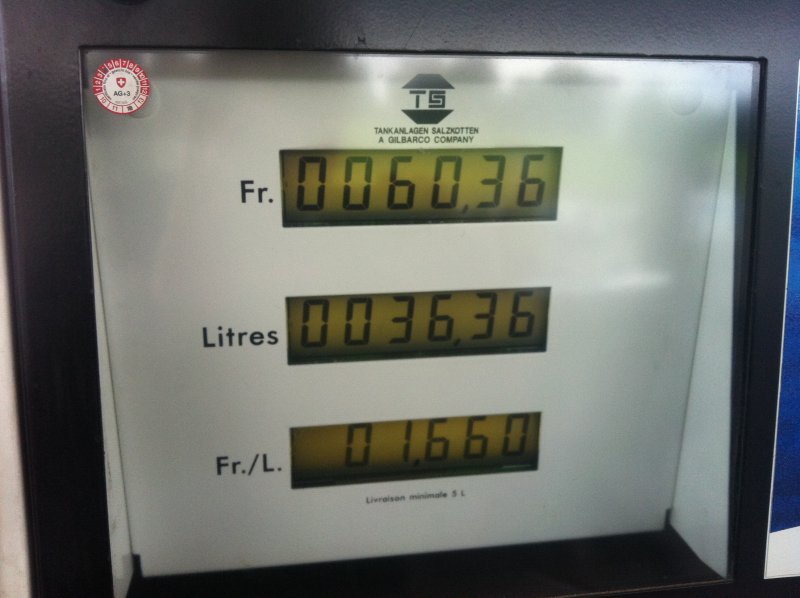 AG+3
TS
TANKANLAGEN SALZKOTTEN
A GILBARCO COMPANY
Fr. 0060,36
Litres 0036,36
Fr./L. 01,660
Livraison minimale 5 L